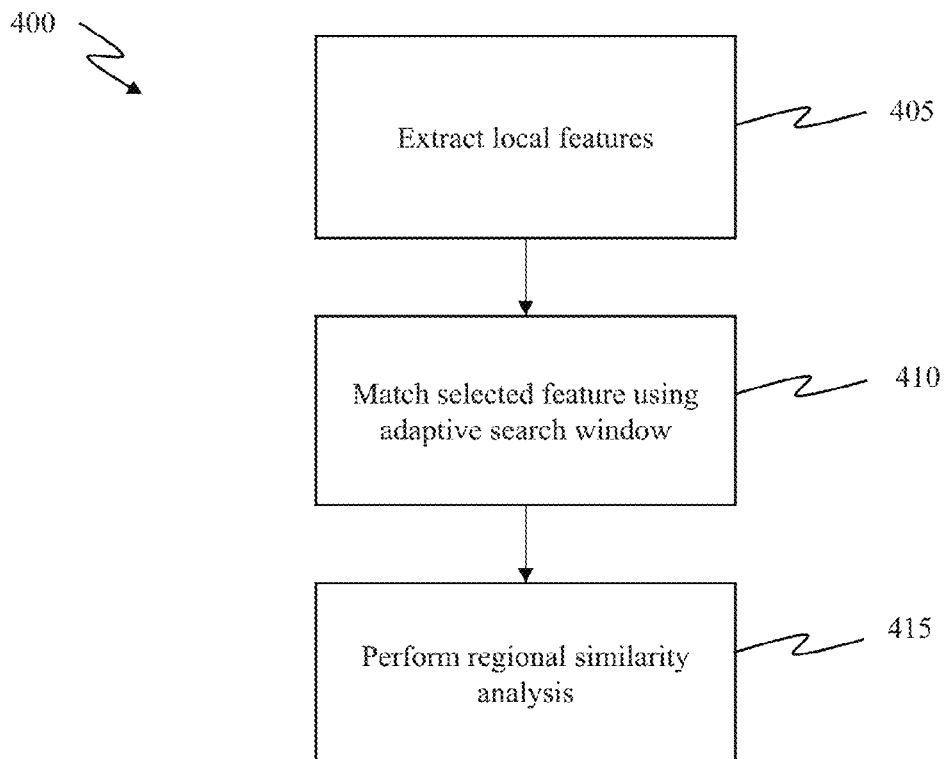 400
Extract local features
405
Match selected feature using
adaptive search window
410
Perform regional similarity
analysis
415